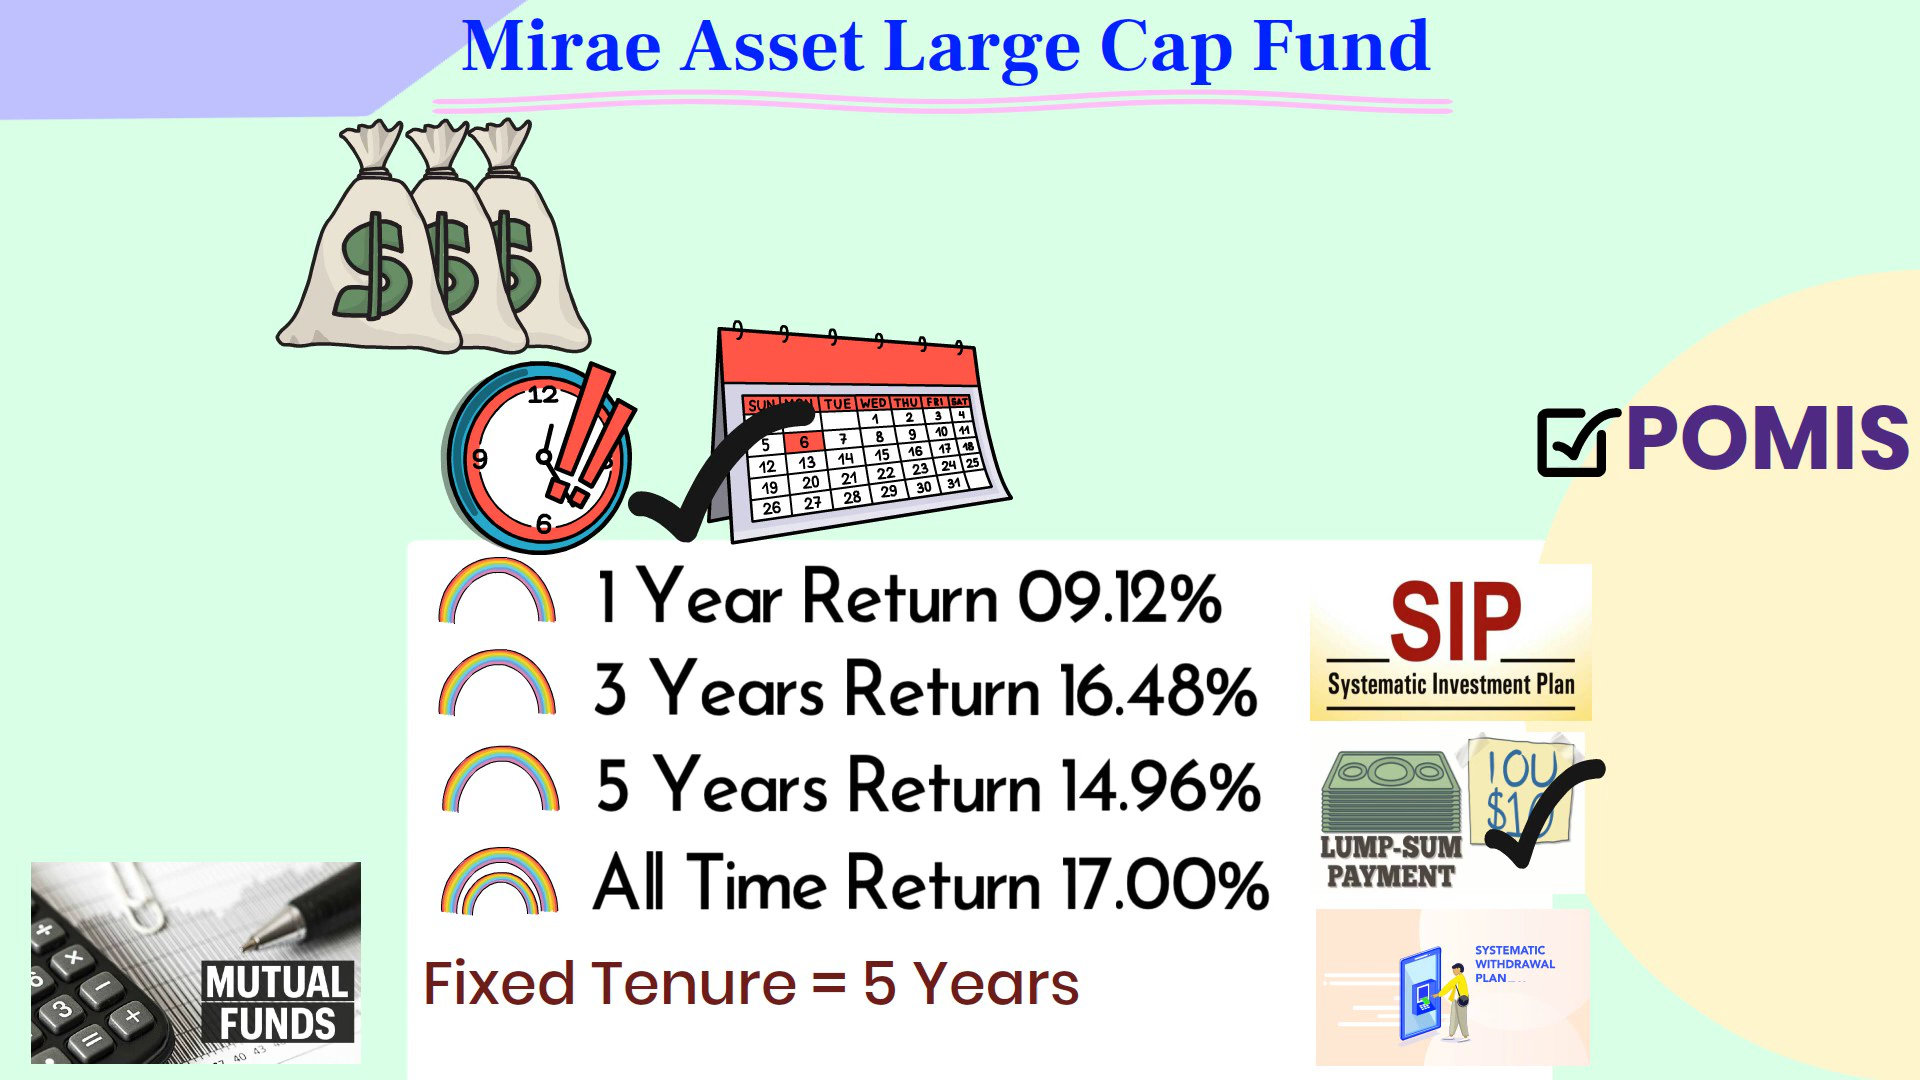 Mirae Asset Large Cap Fund
$ $ $
12
9
6
SUN MON TUE WED THU FRI SAT
1 2 3 4
5 6 7 8 9 10 11
12 13 14 15 16 17 18
19 20 21 22 23 24 25
26 27 28 29 30 31
POMIS
1 Year Return 09.12%
3 Years Return 16.48%
5 Years Return 14.96%
All Time Return 17.00%
Fixed Tenure = 5 Years
SIP
Systematic Investment Plan
IOU
$10
LUMP-SUM
PAYMENT
SYSTEMATIC
WITHDRAWAL
PLAN
MUTUAL
FUNDS